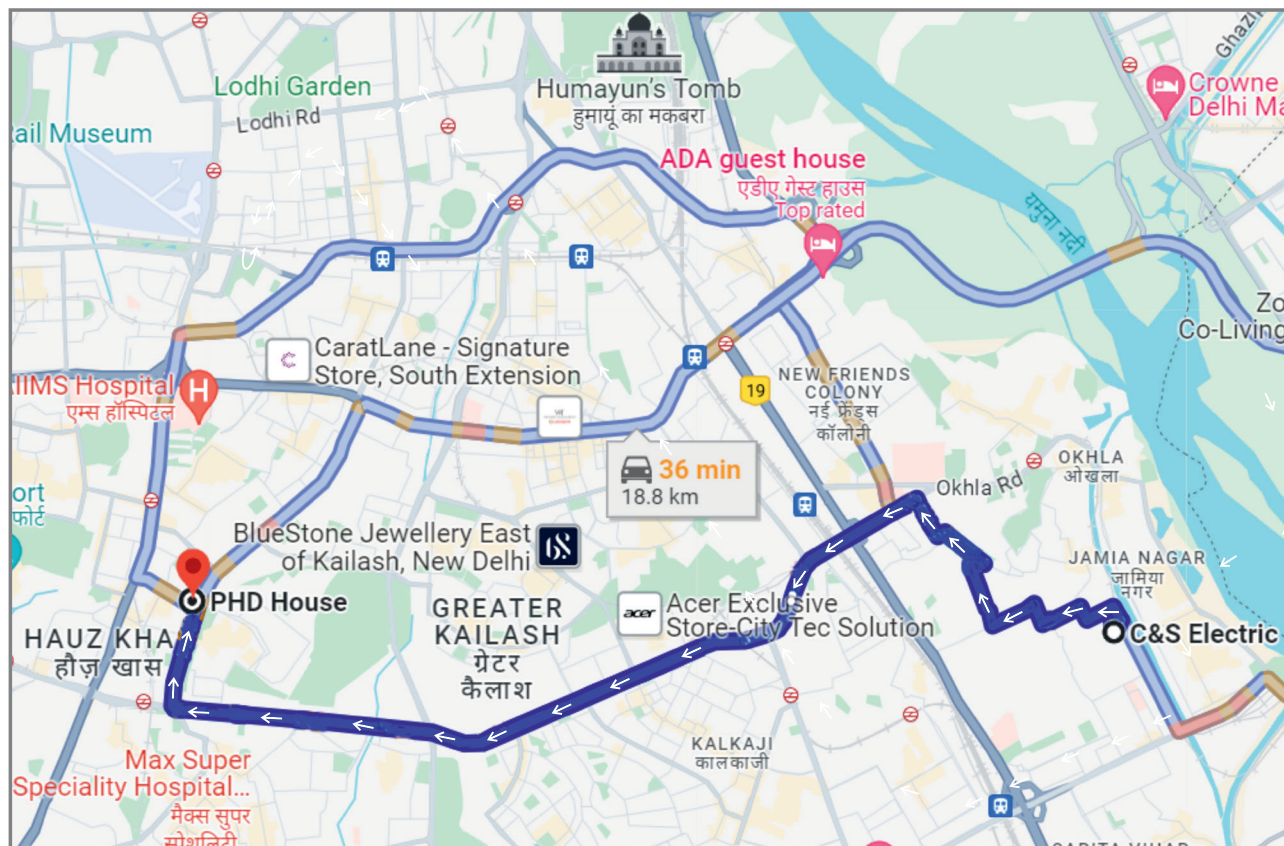 Lodhi Garden
Lodhi Rd
Rail Museum
Humayun's Tomb
हुमायूं का मकबरा
Crowne
Delhi Ma
ADA guest house
एडीए गेस्ट हाउस
Top rated
यमुना नदी
Zo
Co-Living
CaratLane - Signature
Store, South Extension
IIMS Hospital
एम्स हॉस्पिटल
19
NEW FRIENDS
COLONY
नई फ्रेंड्स
कॉलोनी
36 min
18.8 km
OKHLA
ओखला
Okhla Rd
ort
फोर्ट
BlueStone Jewellery East
of Kailash, New Delhi
JAMIA NAGAR
जामिया
नगर
PHD House
GREATER
KAILASH
ग्रेटर
कैलाश
acer
Acer Exclusive
Store-City Tec Solution
C&S Electric
HAUZ KHA
हौज़ खास
KALKAJI
कालकाजी
Max Super
Speciality Hospital...
मैक्स सुपर